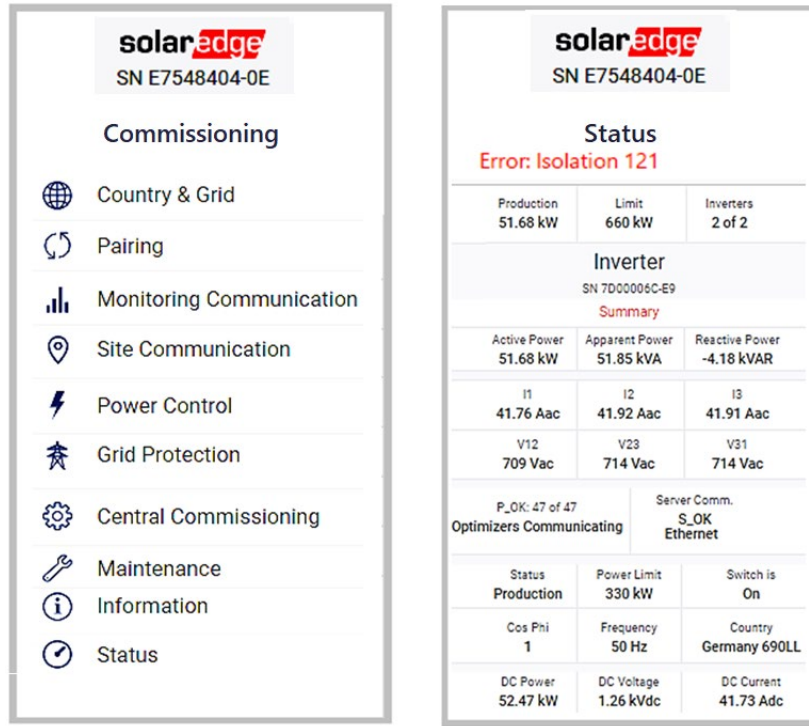 solaredge
SN E7548404-0E
Commissioning
Country & Grid
Pairing
Monitoring Communication
Site Communication
Power Control
Grid Protection
Central Commissioning
Maintenance
Information
Status
solaredge
SN E7548404-0E
Status
Error: Isolation 121
Production Limit Inverters
51.68 kW 660 kW 2 of 2
Inverter
SN 7D00006C-E9
Summary
Active Power Apparent Power Reactive Power
51.68 kW 51.85 kVA -4.18 kVAR
I1 I2 I3
41.76 Aac 41.92 Aac 41.91 Aac
V12 V23 V31
709 Vac 714 Vac 714 Vac
P_OK: 47 of 47 Server Comm.
Optimizers Communicating S_OK
Ethernet
Status Power Limit Switch is
Production 330 kW On
Cos Phi Frequency Country
1 50 Hz Germany 690LL
DC Power DC Voltage DC Current
52.47 kW 1.26 kVdc 41.73 Adc